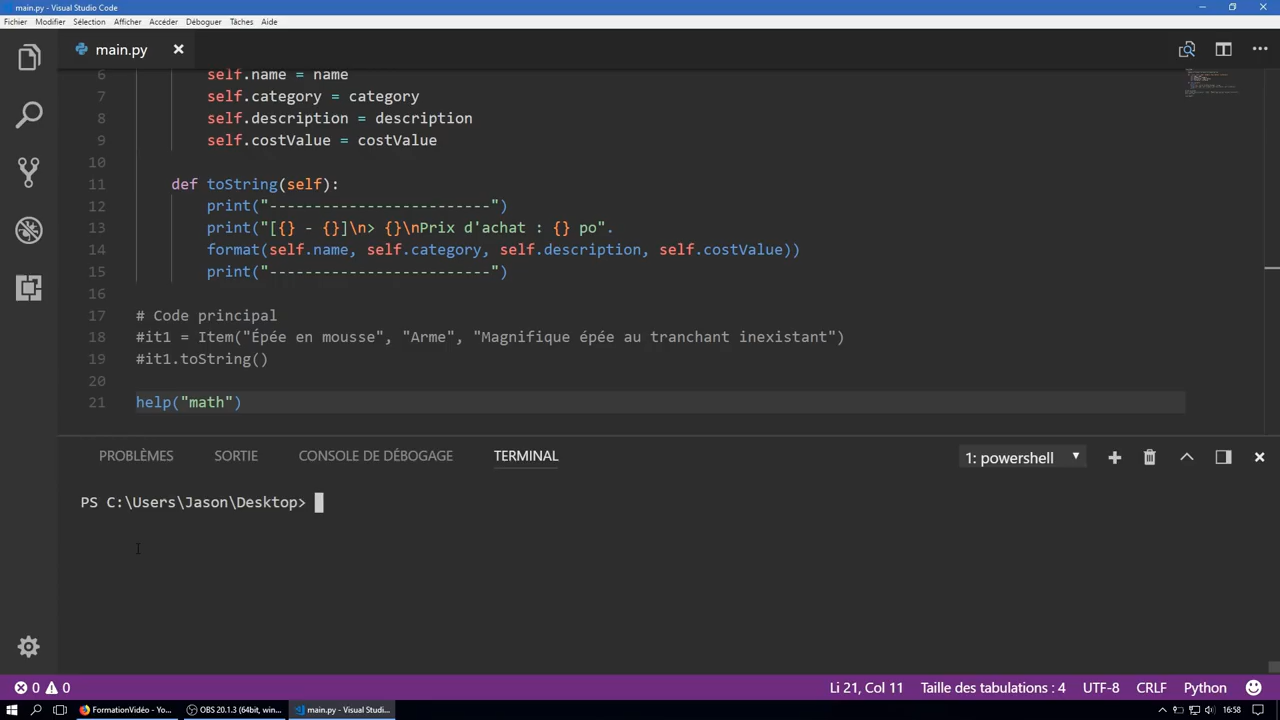 main.py - Visual Studio Code
Fichier Modifier Sélection Afficher Accéder Déboguer Tâches Aide
main.py
6 self.name = name
7 self.category = category
8 self.description = description
9 self.costValue = costValue
10
11 def toString(self):
12 print("-------------------------")
13 print("[{} - {}]\n> {}\nPrix d'achat : {} po".
14 format(self.name, self.category, self.description, self.costValue))
15 print("-------------------------")
16
17 # Code principal
18 #it1 = Item("Épée en mousse", "Arme", "Magnifique épée au tranchant inexistant")
19 #it1.toString()
20
21 help("math")
PROBLÈMES SORTIE CONSOLE DE DÉBOGAGE TERMINAL 1: powershell
PS C:\Users\Jason\Desktop>
0 0 Li 21, Col 11 Taille des tabulations : 4 UTF-8 CRLF Python
FormationVidéo - Yo... OBS 20.1.3 (64bit, win... main.py - Visual Studi... 16:58